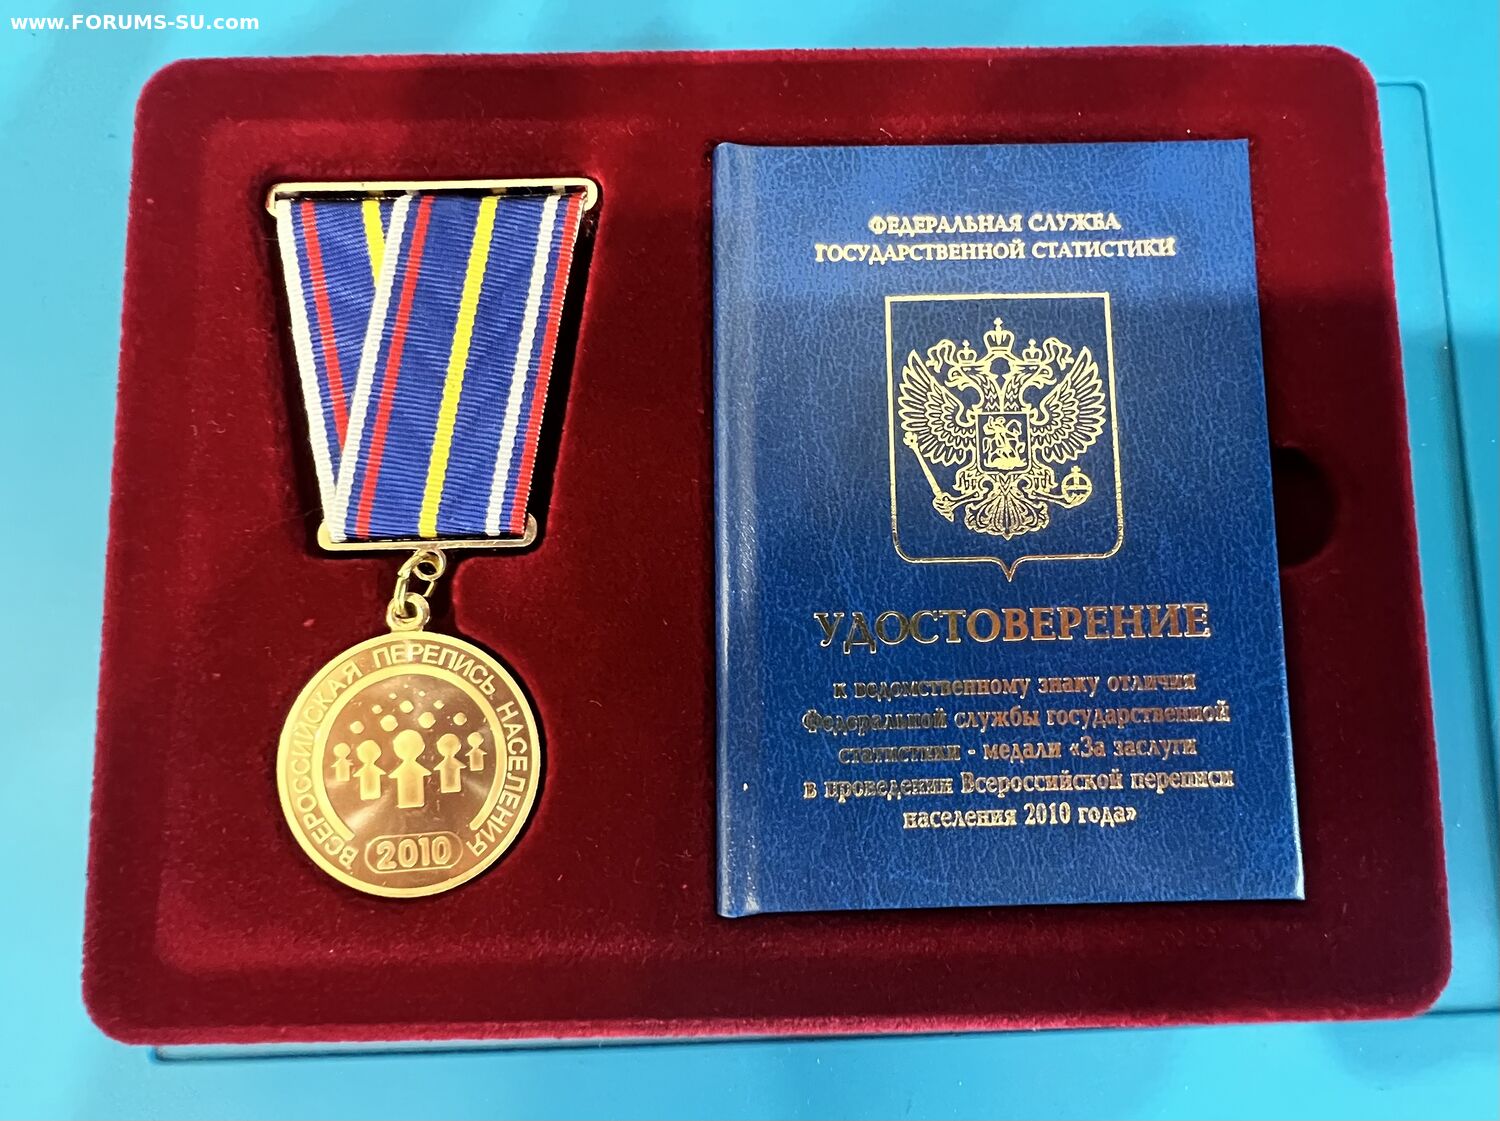 www.FORUMS-SU.com
ФЕДЕРАЛЬНАЯ СЛУЖБА
ГОСУДАРСТВЕННОЙ СТАТИСТИКИ
УДОСТОВЕРЕНИЕ
к ведомственному знаку отличия
Федеральной службы государственной
статистики - медали «За заслуги
в проведении Всероссийской переписи
населения 2010 года»
ВСЕРОССИЙСКАЯ ПЕРЕПИСЬ НАСЕЛЕНИЯ
2010